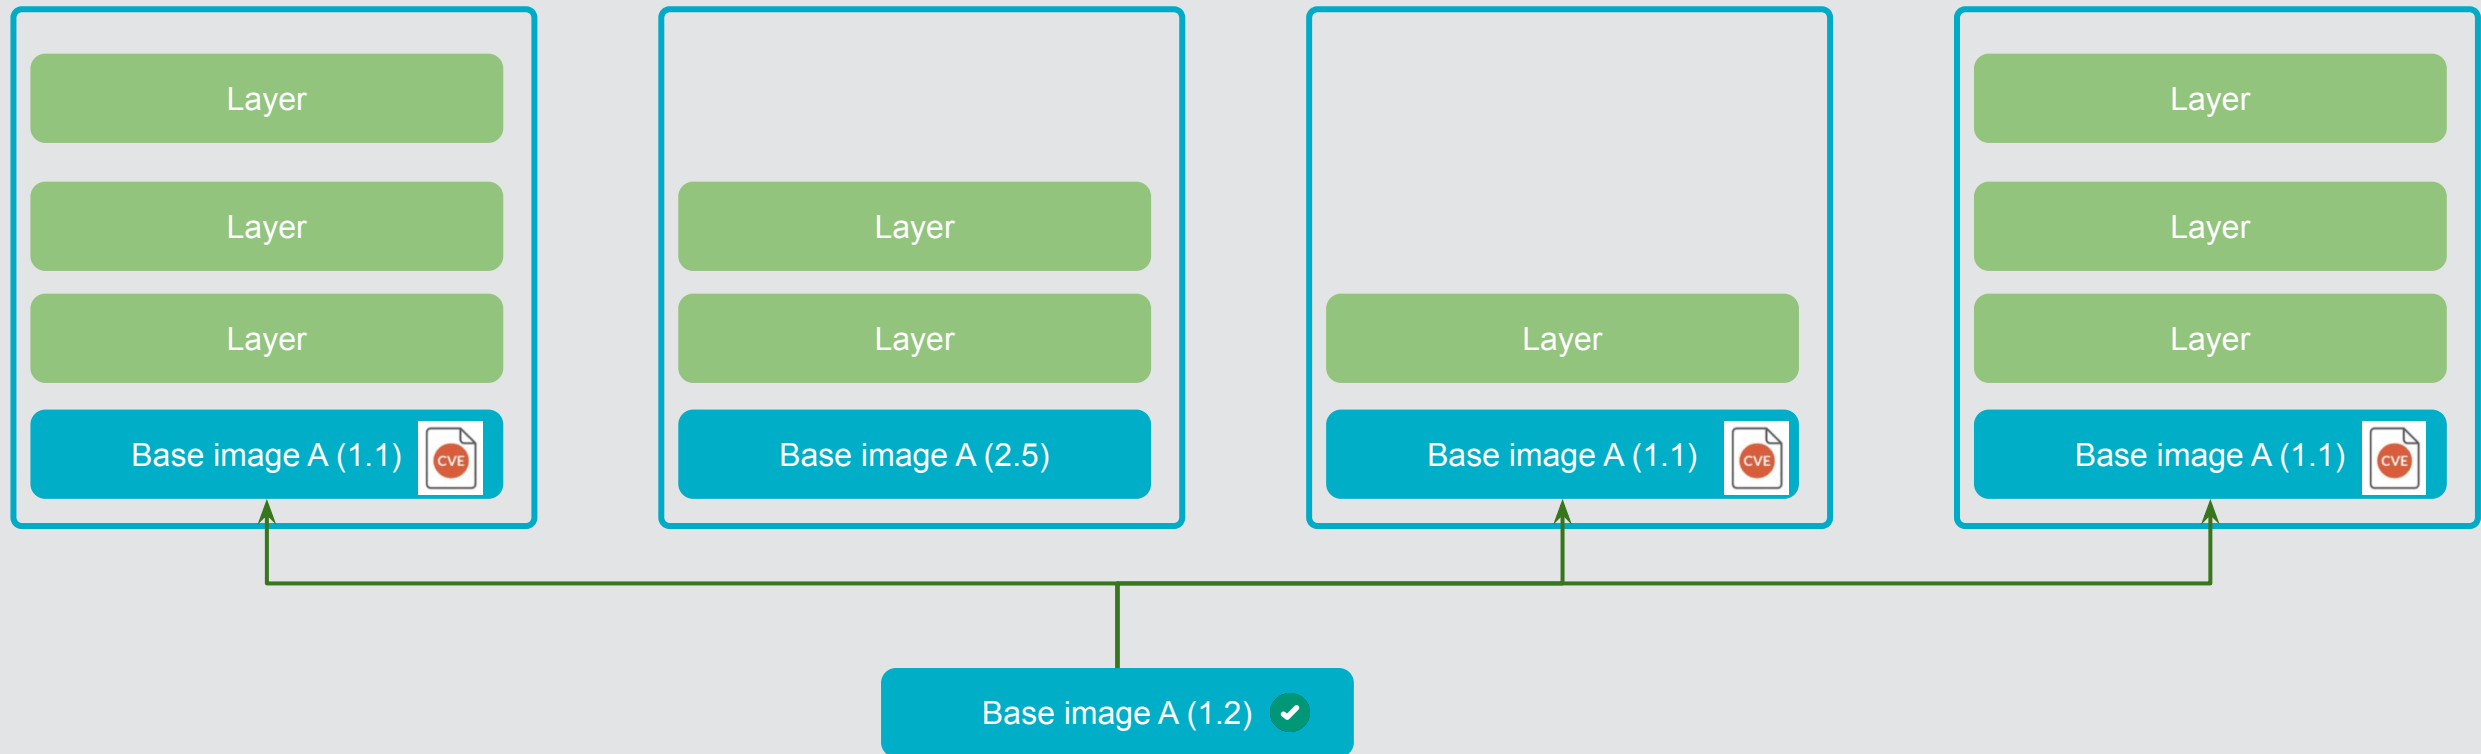 Layer
Layer
Layer
Base image A (1.1)
CVE
Layer
Layer
Base image A (2.5)
Layer
Base image A (1.1)
CVE
Layer
Layer
Layer
Base image A (1.1)
CVE
Base image A (1.2)